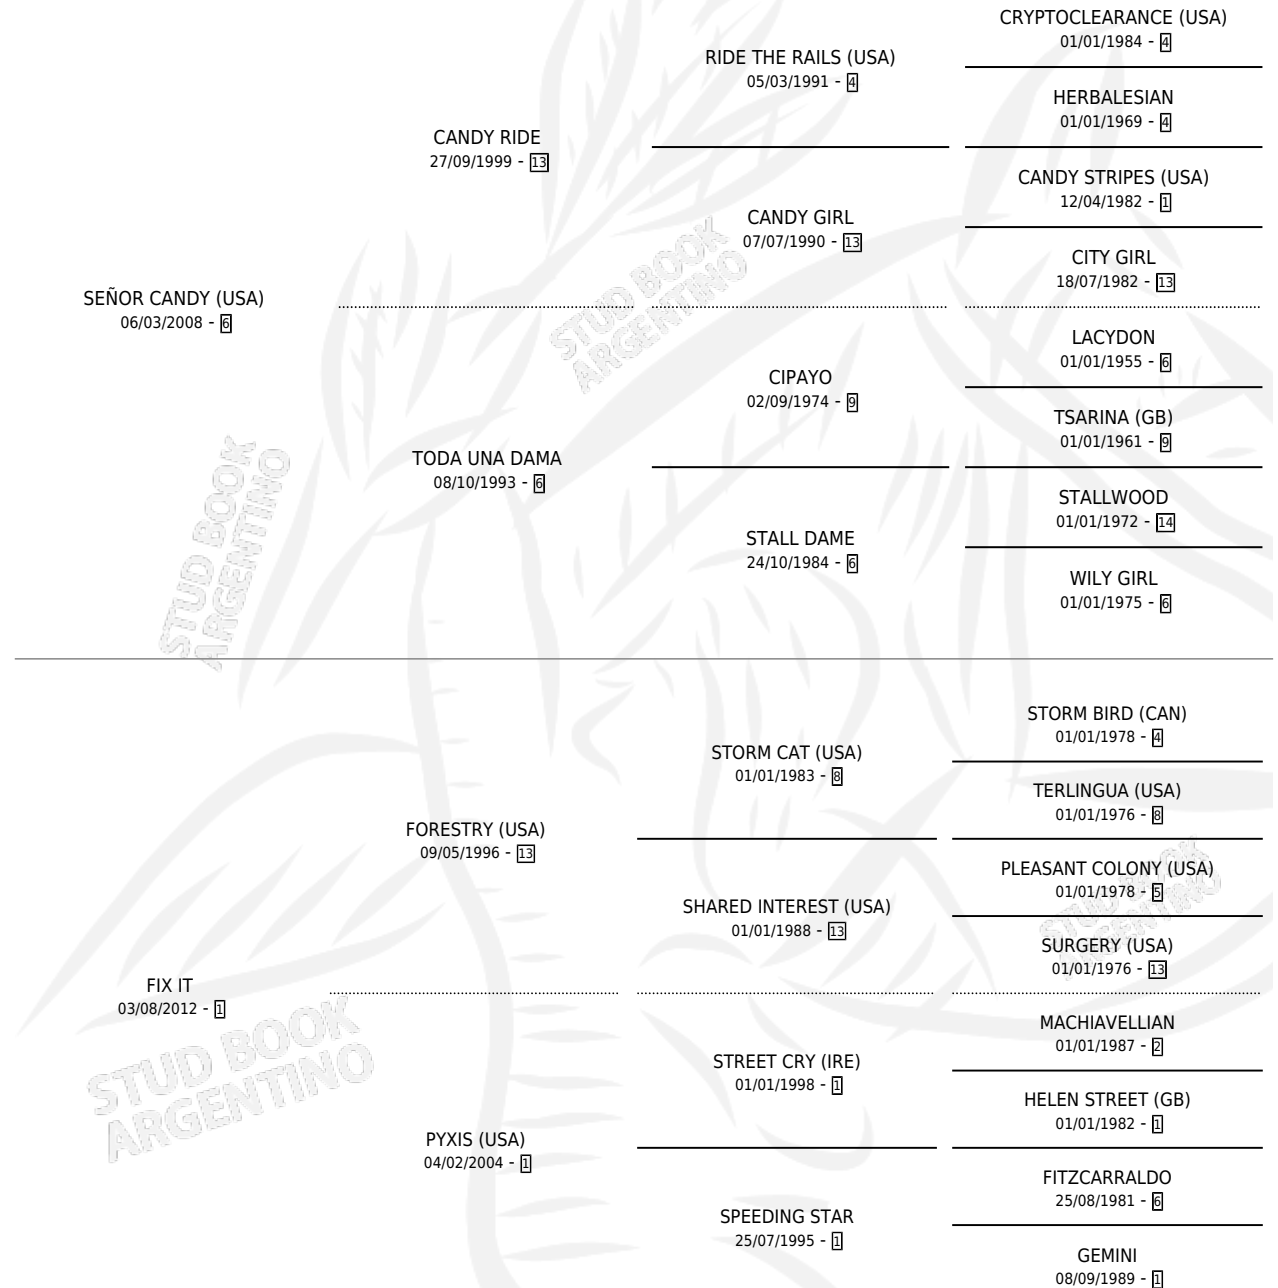 CRYPTOCLEARANCE (USA)
01/01/1984 - 4
RIDE THE RAILS (USA)
05/03/1991 - 4
HERBALESIAN
01/01/1969 - 4
CANDY RIDE
27/09/1999 - 13
CANDY STRIPES (USA)
12/04/1982 - 1
CANDY GIRL
07/07/1990 - 13
CITY GIRL
18/07/1982 - 13
SEÑOR CANDY (USA)
06/03/2008 - 6
STUD BOOK
ARGENTINO
LACYDON
01/01/1955 - 6
CIPAYO
02/09/1974 - 9
TSARINA (GB)
01/01/1961 - 9
TODA UNA DAMA
08/10/1993 - 6
STALLWOOD
01/01/1972 - 14
STALL DAME
24/10/1984 - 6
WILY GIRL
01/01/1975 - 6
STUD BOOK
ARGENTINO
STORM BIRD (CAN)
01/01/1978 - 4
STORM CAT (USA)
01/01/1983 - 8
TERLINGUA (USA)
01/01/1976 - 8
FORESTRY (USA)
09/05/1996 - 13
PLEASANT COLONY (USA)
01/01/1978 - 5
STUD BOOK
ARGENTINO
SHARED INTEREST (USA)
01/01/1988 - 13
SURGERY (USA)
01/01/1976 - 13
FIX IT
03/08/2012 - 1
STUD BOOK
ARGENTINO
MACHIAVELLIAN
01/01/1987 - 2
STREET CRY (IRE)
01/01/1998 - 1
HELEN STREET (GB)
01/01/1982 - 1
PYXIS (USA)
04/02/2004 - 1
FITZCARRALDO
25/08/1981 - 6
SPEEDING STAR
25/07/1995 - 1
GEMINI
08/09/1989 - 1